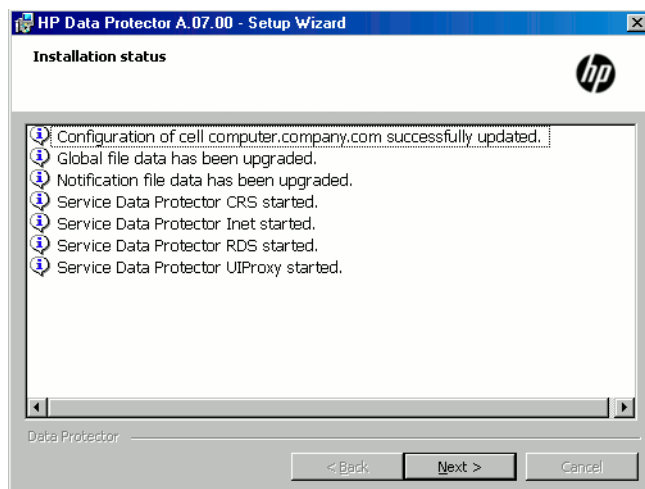 HP Data Protector A.07.00 - Setup Wizard
Installation status
hp
Configuration of cell computer.company.com successfully updated.
Global file data has been upgraded.
Notification file data has been upgraded.
Service Data Protector CRS started.
Service Data Protector Inet started.
Service Data Protector RDS started.
Service Data Protector UIProxy started.
Data Protector
< Back Next > Cancel